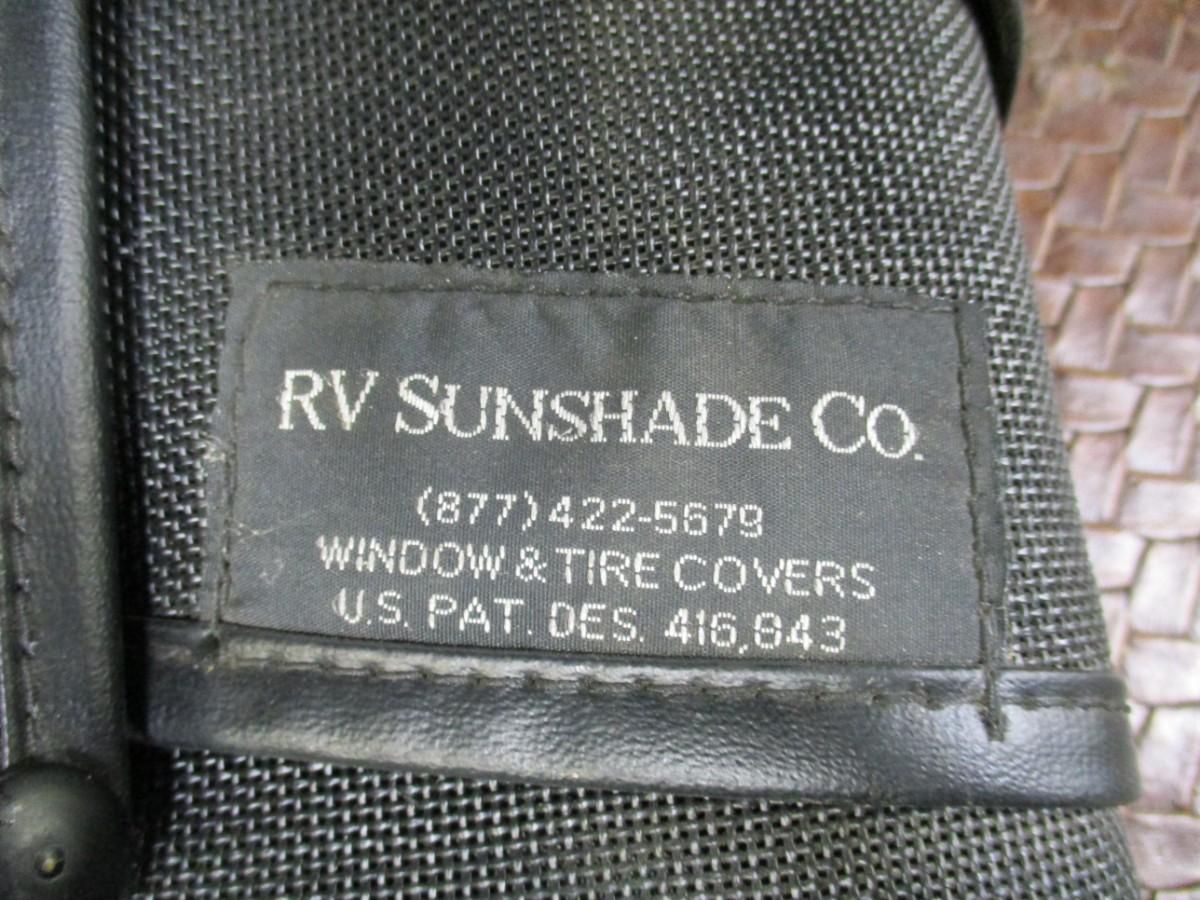 RV SUNSHADE CO.
(877)422-5679
WINDOW & TIRE COVERS
U.S. PAT. DES. 416,843